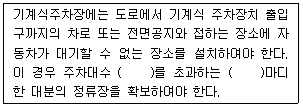 기계식주차장에는 도로에서 기계식 주차장치 출입
구까지의 차로 또는 전면공지와 접하는 장소에 자
동차가 대기할 수 없는 장소를 설치하여야 한다.
이 경우 주차대수 (    )를 초과하는 (    )마디
한 대분의 정류장을 확보하여야 한다.